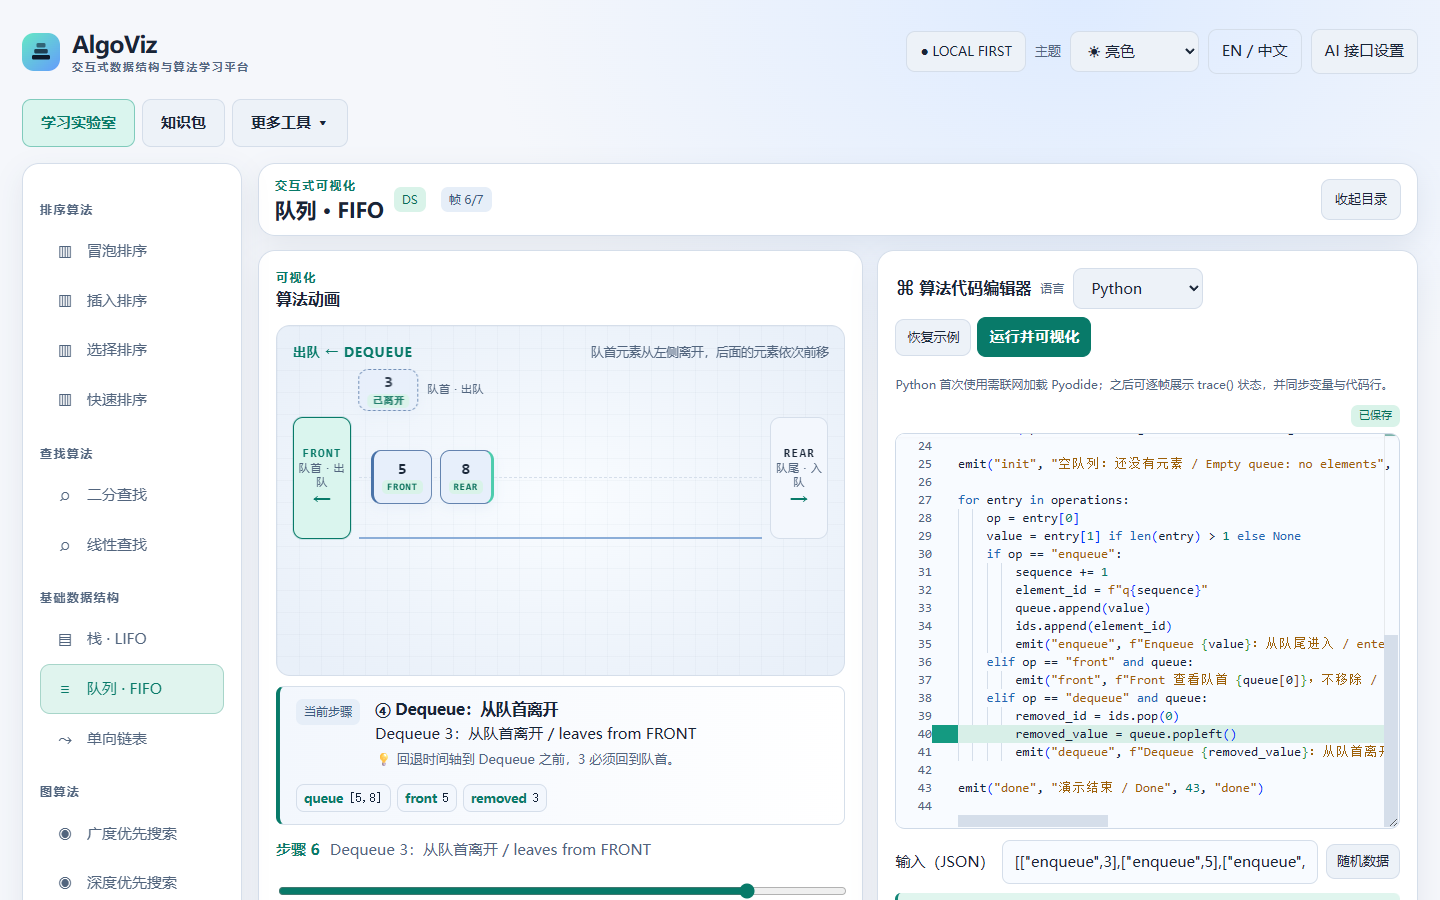 AlgoViz
交互式数据结构与算法学习平台
● LOCAL FIRST
主题
☀ 亮色
EN / 中文
AI 接口设置
学习实验室
知识包
更多工具 ▾
排序算法
冒泡排序
插入排序
选择排序
快速排序
查找算法
二分查找
线性查找
基础数据结构
栈 · LIFO
队列 · FIFO
单向链表
图算法
广度优先搜索
深度优先搜索
交互式可视化
队列 • FIFO
DS
帧 6/7
收起目录
可视化
算法动画
出队 ← DEQUEUE
队首元素从左侧离开，后面的元素依次前移
3
已离开
队首 · 出队
FRONT
队首 · 出
队
←
5
FRONT
8
REAR
REAR
队尾 · 入
队
→
当前步骤
④ Dequeue：从队首离开
Dequeue 3：从队首离开 / leaves from FRONT
💡 回退时间轴到 Dequeue 之前，3 必须回到队首。
queue [5,8]
front 5
removed 3
步骤 6 Dequeue 3：从队首离开 / leaves from FRONT
⌘ 算法代码编辑器
语言
Python
恢复示例
运行并可视化
Python 首次使用需联网加载 Pyodide；之后可逐帧展示 trace() 状态，并同步变量与代码行。
已保存
24
25 emit("init", "空队列: 还没有元素 / Empty queue: no elements",
26
27 for entry in operations:
28 op = entry[0]
29 value = entry[1] if len(entry) > 1 else None
30 if op == "enqueue":
31 sequence += 1
32 element_id = f"q{sequence}"
33 queue.append(value)
34 ids.append(element_id)
35 emit("enqueue", f"Enqueue {value}: 从队尾进入 / ente
36 elif op == "front" and queue:
37 emit("front", f"Front 查看队首 {queue[0]}，不移除 /
38 elif op == "dequeue" and queue:
39 removed_id = ids.pop(0)
40 removed_value = queue.popleft()
41 emit("dequeue", f"Dequeue {removed_value}: 从队首离开
42
43 emit("done", "演示结束 / Done", 43, "done")
44
输入（JSON）
[["enqueue",3],["enqueue",5],["enqueue",
随机数据